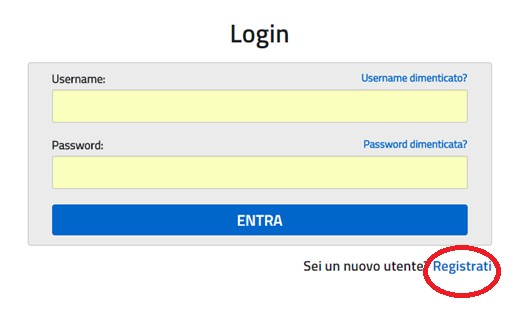 Login
Username: Username dimenticato?
Password: Password dimenticata?
ENTRA
Sei un nuovo utente? Registrati